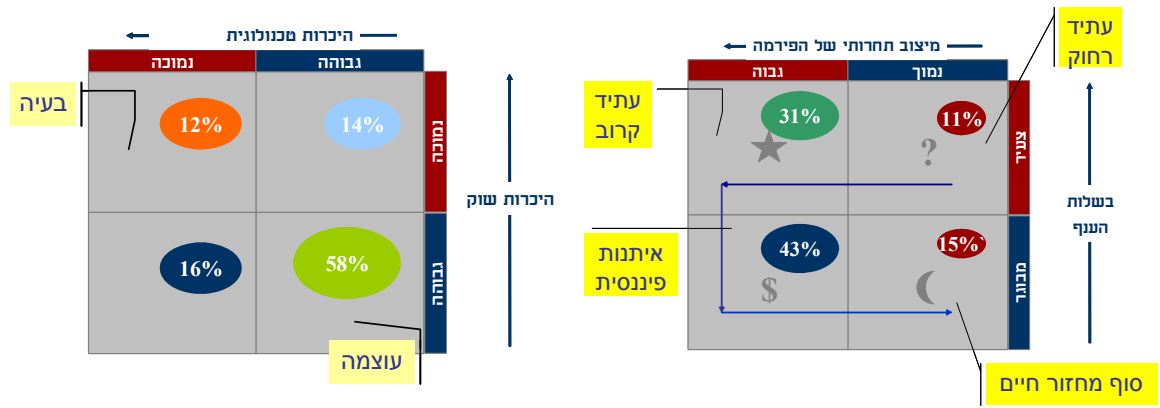 עתיד
רחוק
מיצוב תחרותי של הפירמה
נמוך
גבוה
עתיד
קרוב
11%
31%
?
צעיר
בשלות
הענף
איתנות
פיננסית
15%`
43%
$
מבוגר
סוף מחזור חיים
היכרות טכנולוגית
גבוהה
נמוכה
בעיה
14%
12%
נמוכה
היכרות שוק
58%
16%
גבוהה
עוצמה